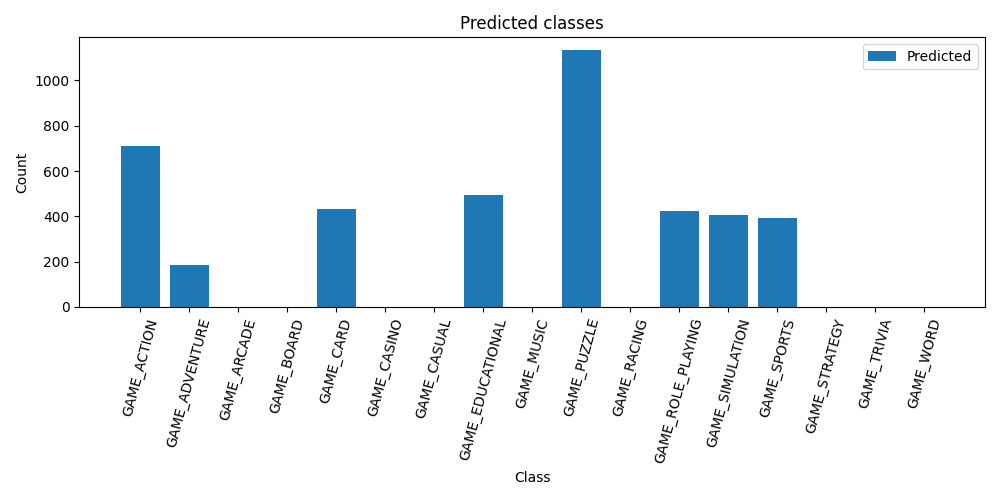 Predicted classes
Predicted
Count
1000
800
600
400
200
0
GAME_ACTION
GAME_ADVENTURE
GAME_ARCADE
GAME_BOARD
GAME_CARD
GAME_CASINO
GAME_CASUAL
GAME_EDUCATIONAL
GAME_MUSIC
GAME_PUZZLE
GAME_RACING
GAME_ROLE_PLAYING
GAME_SIMULATION
GAME_SPORTS
GAME_STRATEGY
GAME_TRIVIA
GAME_WORD
Class